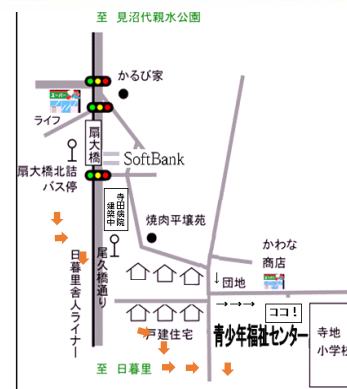 至 見沼代親水公園
かるび家
ライフ
扇大橋
SoftBank
扇大橋北詰
バス停
寺田病院
建築中
焼肉平壌苑
尾久橋通り
日暮里舎人ライナー
かわな
商店
↓団地
→→→
ココ！
戸建住宅
青少年福祉センター
寺地
小学校
至 日暮里